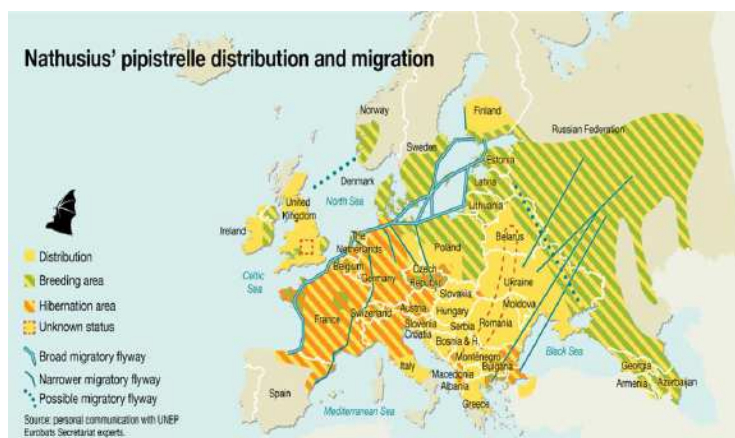 Nathusius' pipistrelle distribution and migration
Norway
Finland
Russian Federation
Sweden
Estonia
Latvia
Denmark
North Sea
Lithuania
United
Kingdom
Ireland
The
Netherlands
Belarus
Poland
Belgium
Germany
Celtic
Sea
Czech
Republic
Ukraine
Slovakia
Moldova
France
Switzerland
Austria
Hungary
Slovenia
Croatia
Romania
Serbia
Bosnia & H.
Montenegro
Bulgaria
Black Sea
Italy
Macedonia
Albania
Georgia
Armenia
Azerbaijan
Spain
Greece
Mediterranean Sea
Distribution
Breeding area
Hibernation area
Unknown status
Broad migratory flyway
Narrower migratory flyway
Possible migratory flyway
Source: personal communication with UNEP
Eurobats Secretariat experts.